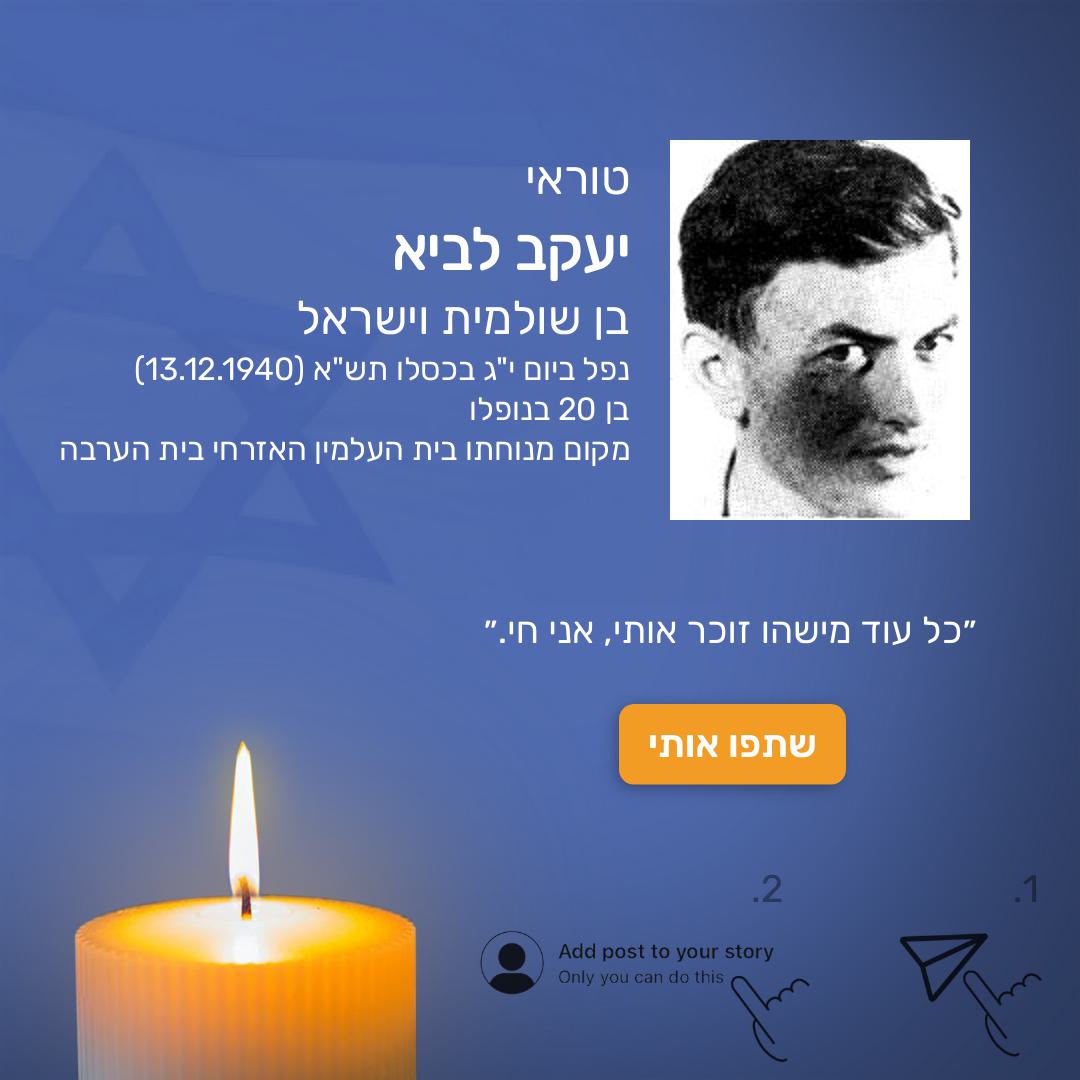 טוראי
יעקב לביא
בן שולמית וישראל
נפל ביום י"ג בכסלו תש"א (13.12.1940)
בן 20 בנופלו
מקום מנוחתו בית העלמין האזרחי בית הערבה
״כל עוד מישהו זוכר אותי, אני חי.״
שתפו אותי
1.
2.
Add post to your story
Only you can do this